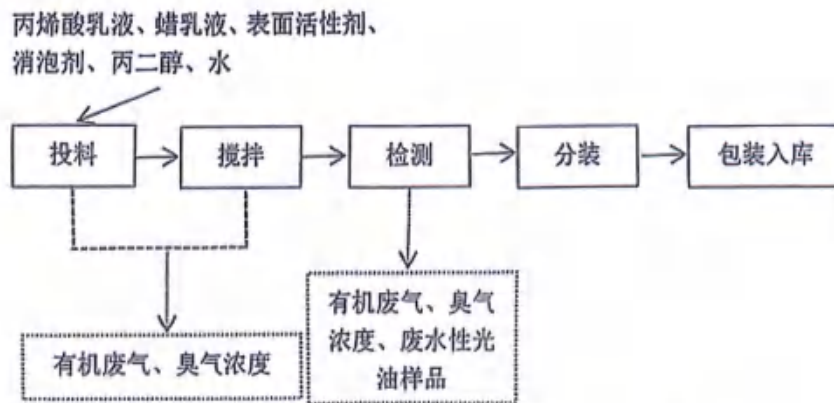 丙烯酸乳液、蜡乳液、表面活性剂、
消泡剂、丙二醇、水
投料
搅拌
检测
分装
包装入库
有机废气、臭气浓度
有机废气、臭气
浓度、废水性光
油样品